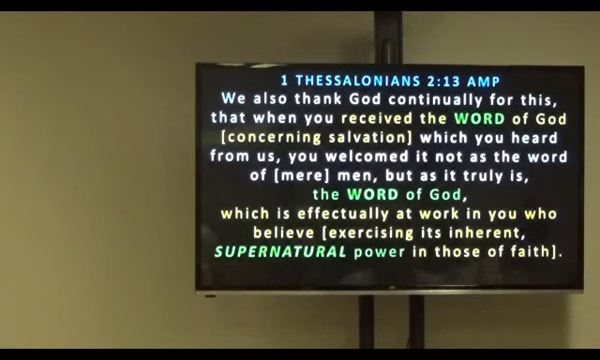 1 THESSALONIANS 2:13 AMP
We also thank God continually for this,
that when you received the WORD of God
[concerning salvation] which you heard
from us, you welcomed it not as the word
of [mere] men, but as it truly is,
the WORD of God,
which is effectually at work in you who
believe [exercising its inherent,
SUPERNATURAL power in those of faith].